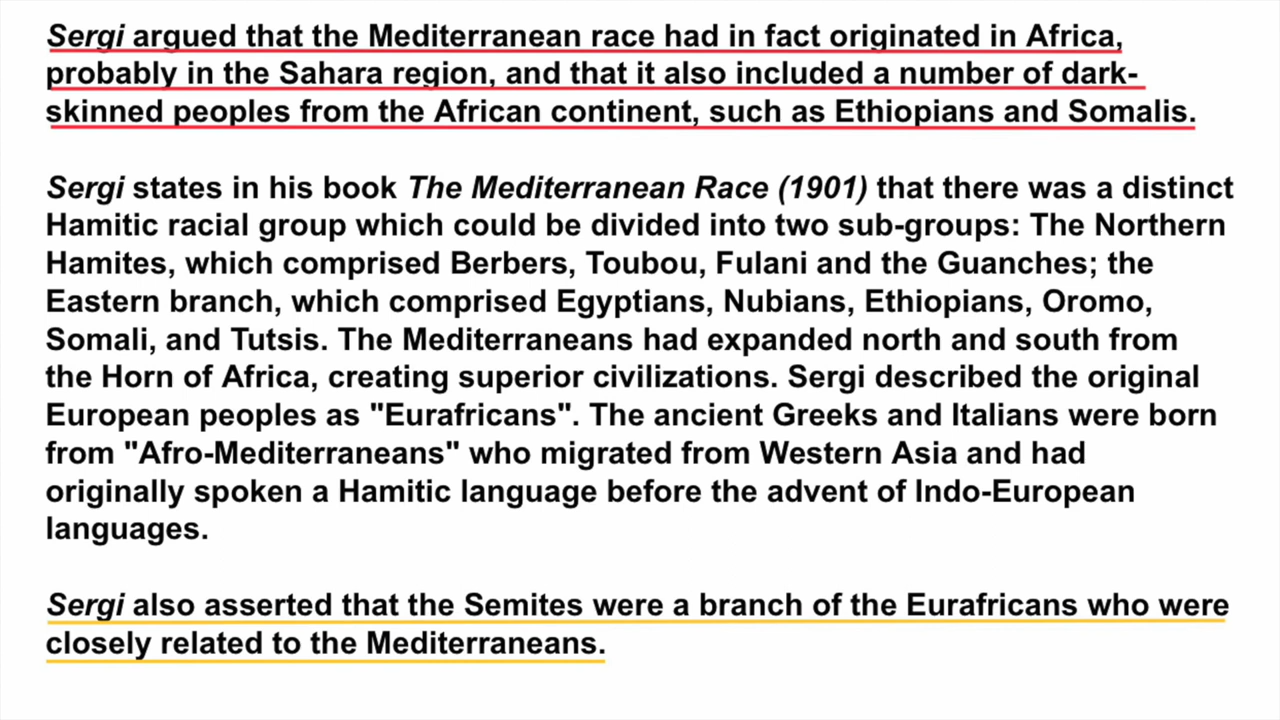 Sergi argued that the Mediterranean race had in fact originated in Africa,
probably in the Sahara region, and that it also included a number of dark-
skinned peoples from the African continent, such as Ethiopians and Somalis.
Sergi states in his book The Mediterranean Race (1901) that there was a distinct
Hamitic racial group which could be divided into two sub-groups: The Northern
Hamites, which comprised Berbers, Toubou, Fulani and the Guanches; the
Eastern branch, which comprised Egyptians, Nubians, Ethiopians, Oromo,
Somali, and Tutsis. The Mediterraneans had expanded north and south from
the Horn of Africa, creating superior civilizations. Sergi described the original
European peoples as "Eurafricans". The ancient Greeks and Italians were born
from "Afro-Mediterraneans" who migrated from Western Asia and had
originally spoken a Hamitic language before the advent of Indo-European
languages.
Sergi also asserted that the Semites were a branch of the Eurafricans who were
closely related to the Mediterraneans.